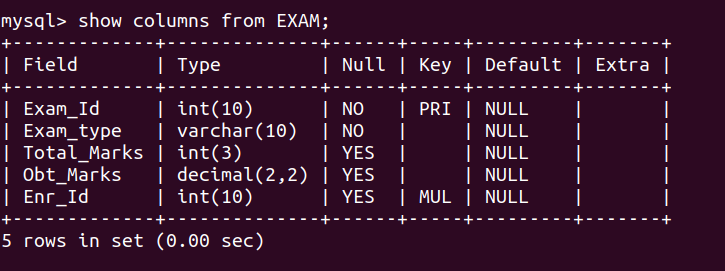 mysql> show columns from EXAM;
+-------------+--------------+------+-----+---------+-------+
| Field       | Type         | Null | Key | Default | Extra |
+-------------+--------------+------+-----+---------+-------+
| Exam_Id     | int(10)      | NO   | PRI | NULL    |       |
| Exam_type   | varchar(10)  | NO   |     | NULL    |       |
| Total_Marks | int(3)       | YES  |     | NULL    |       |
| Obt_Marks   | decimal(2,2) | YES  |     | NULL    |       |
| Enr_Id      | int(10)      | YES  | MUL | NULL    |       |
+-------------+--------------+------+-----+---------+-------+
5 rows in set (0.00 sec)